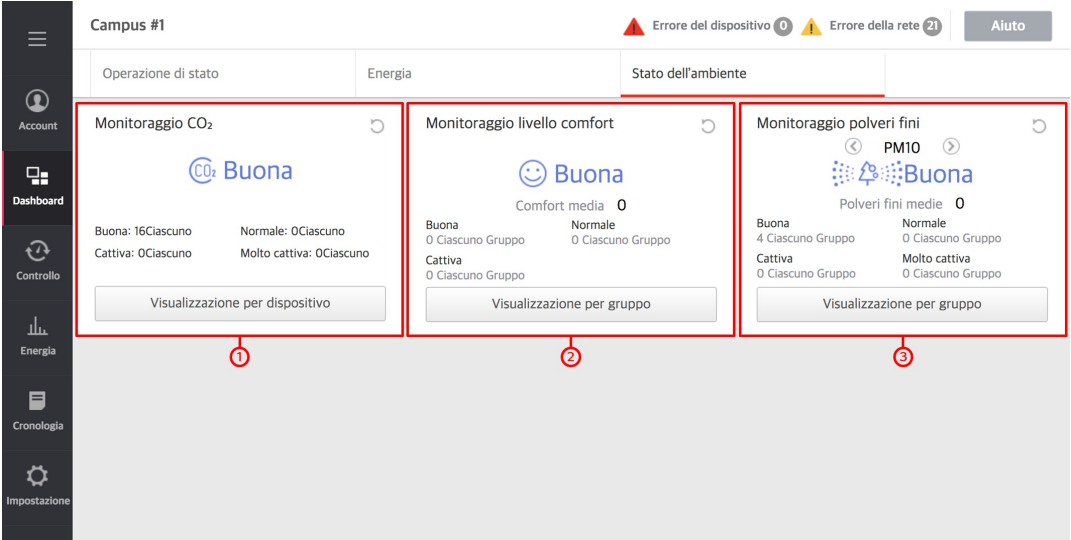 Campus #1
Errore del dispositivo 0 Errore della rete 21 Aiuto
Operazione di stato Energia Stato dell'ambiente
Account
Dashboard
Controllo
Energia
Cronologia
Impostazione
Monitoraggio CO₂
CO₂ Buona
Buona: 16Ciascuno Normale: 0Ciascuno
Cattiva: 0Ciascuno Molto cattiva: 0Ciascuno
Visualizzazione per dispositivo
1
Monitoraggio livello comfort
Buona
Comfort media 0
Buona Normale
0 Ciascuno Gruppo 0 Ciascuno Gruppo
Cattiva
0 Ciascuno Gruppo
Visualizzazione per gruppo
2
Monitoraggio polveri fini
PM10
Buona
Polveri fini medie 0
Buona Normale
4 Ciascuno Gruppo 0 Ciascuno Gruppo
Cattiva Molto cattiva
0 Ciascuno Gruppo 0 Ciascuno Gruppo
Visualizzazione per gruppo
3